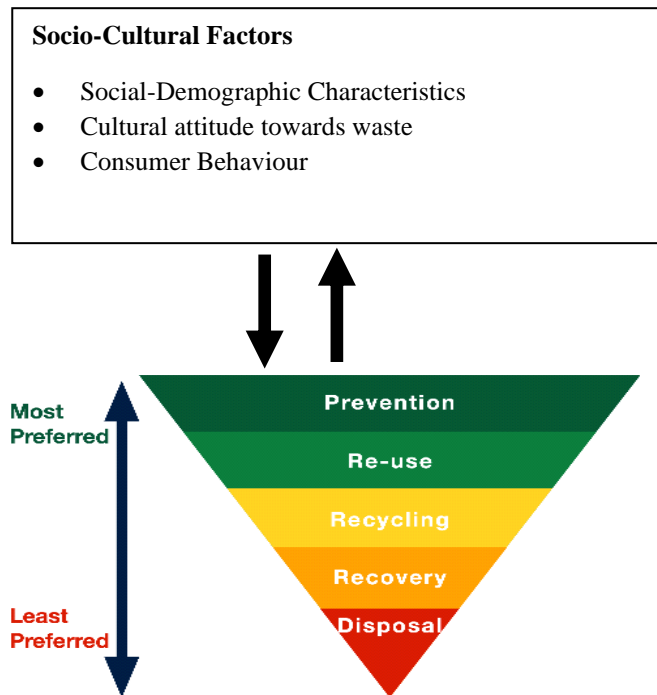 Socio-Cultural Factors
• Social-Demographic Characteristics
• Cultural attitude towards waste
• Consumer Behaviour
Most
Preferred
Prevention
Re-use
Recycling
Recovery
Least
Preferred
Disposal